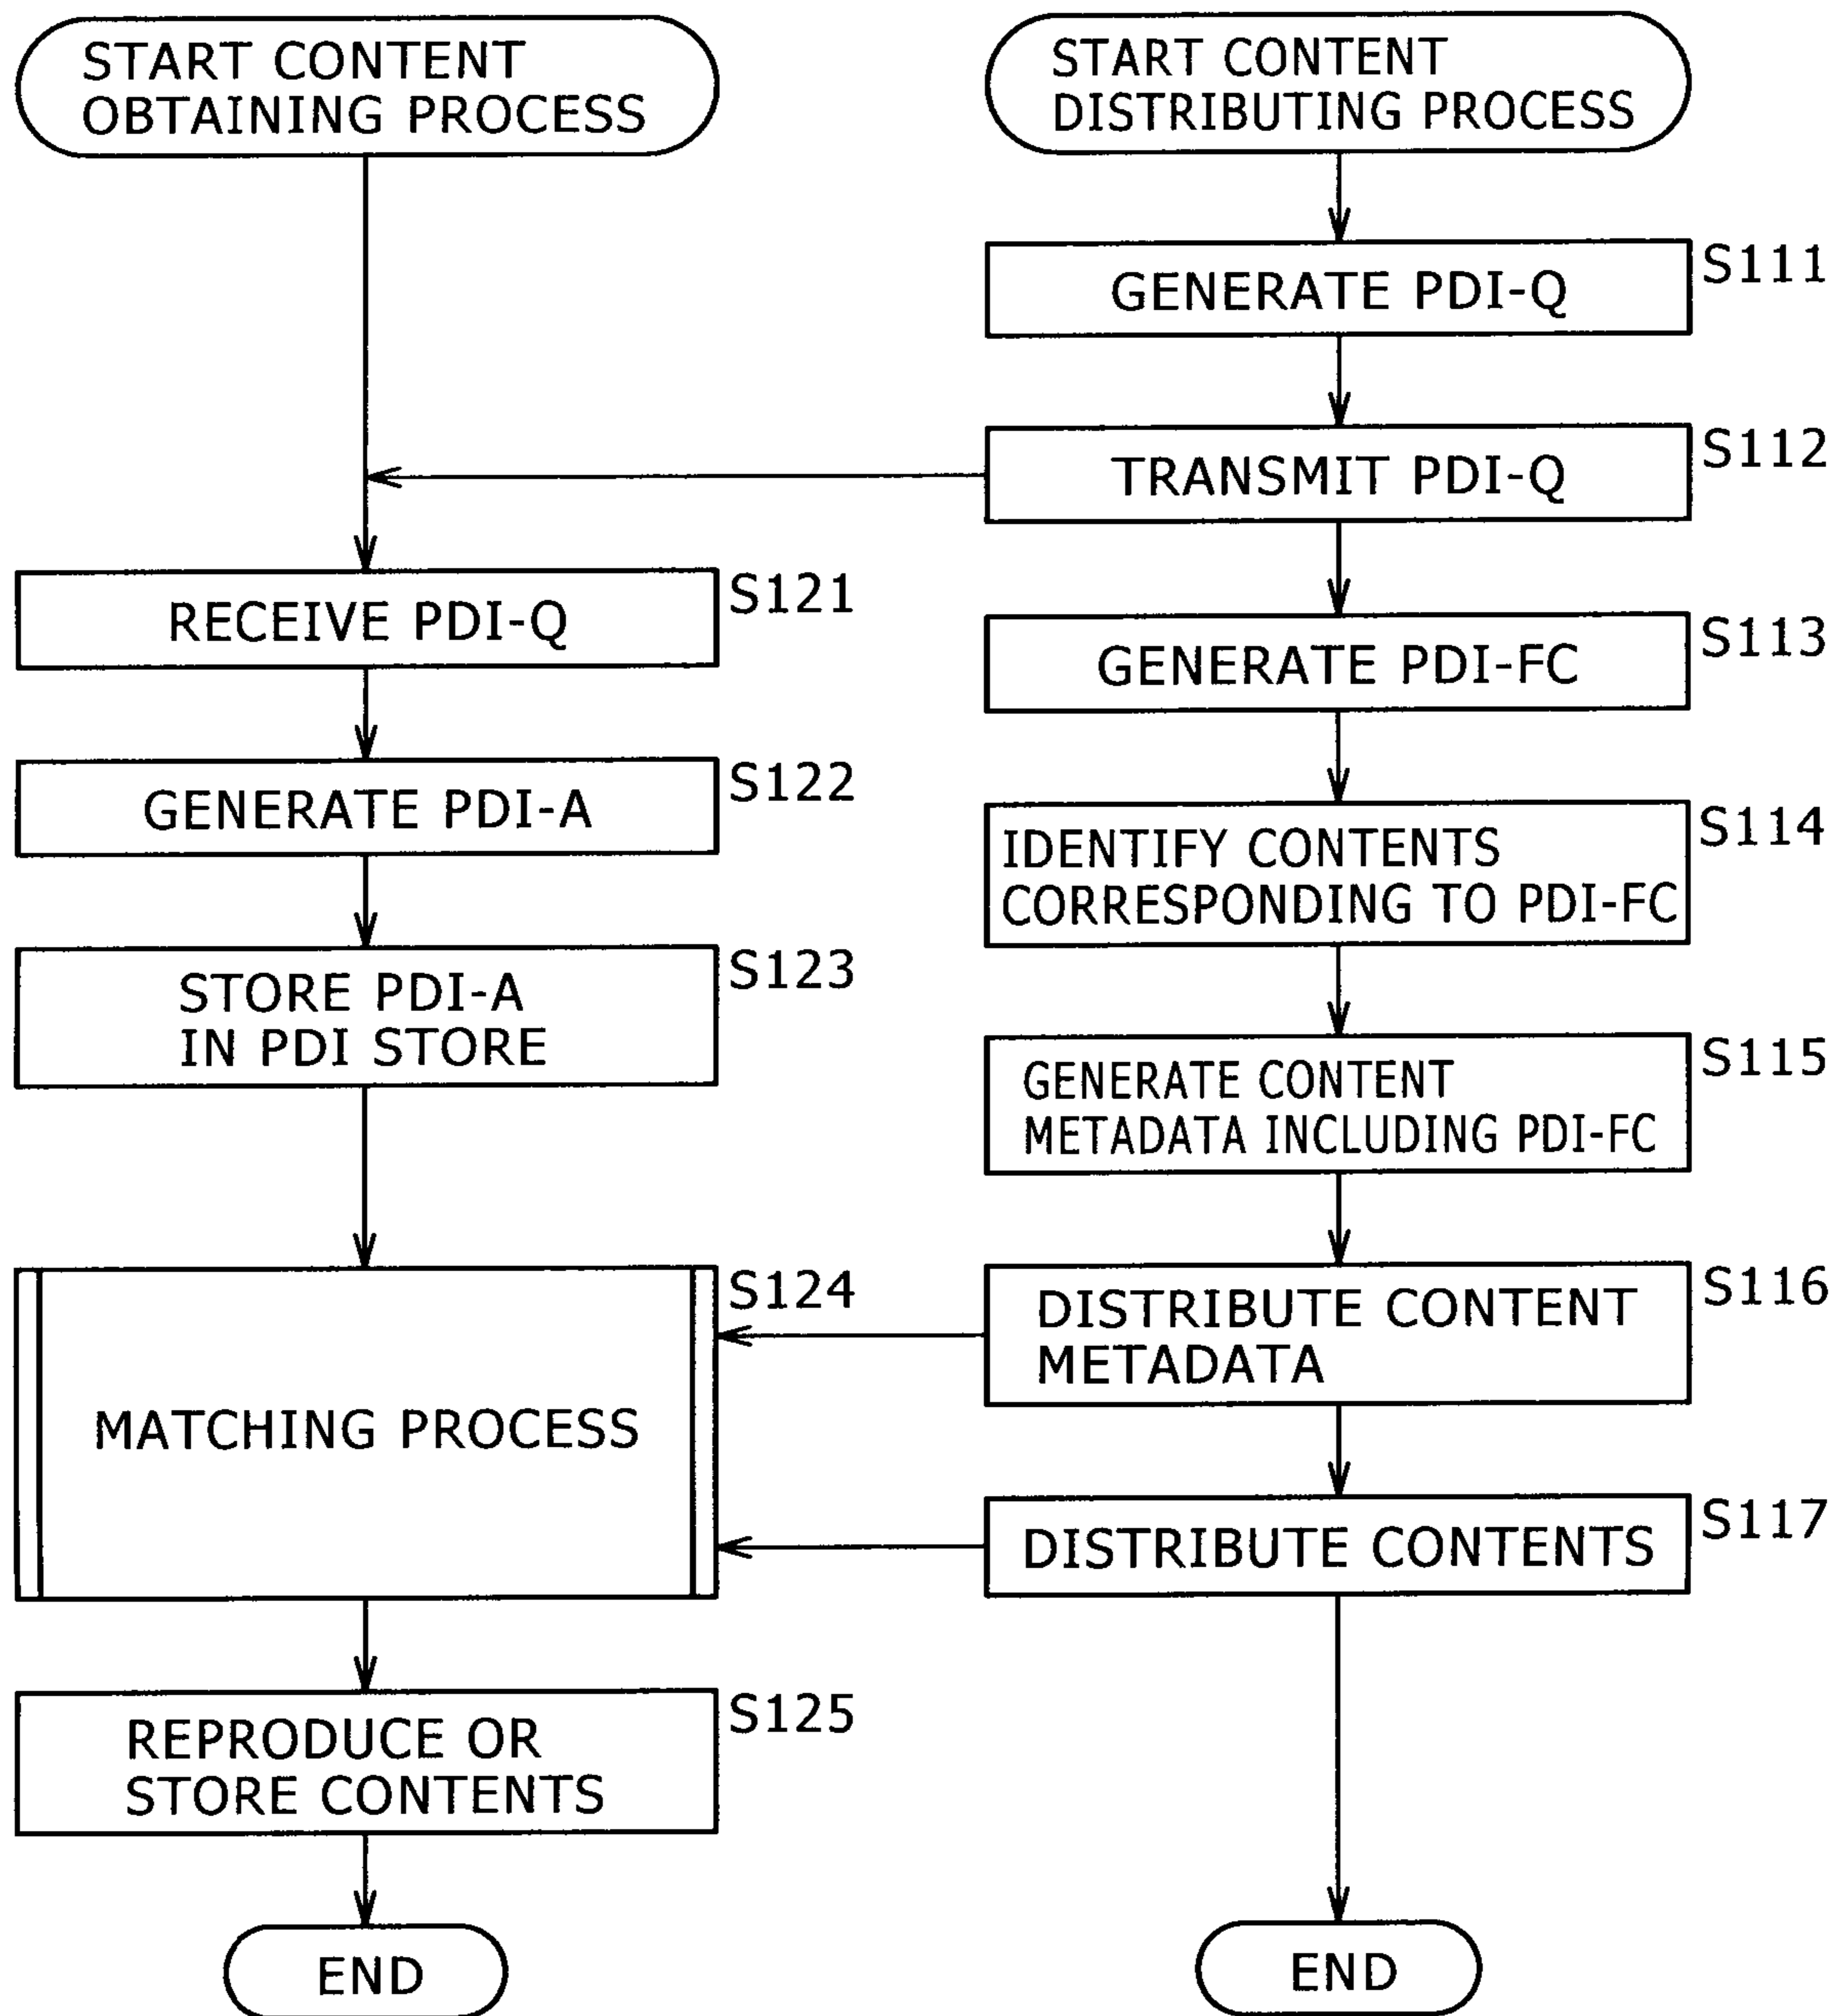 START CONTENT
OBTAINING PROCESS
RECEIVE PDI-Q
S121
GENERATE PDI-A
S122
STORE PDI-A
IN PDI STORE
S123
MATCHING PROCESS
S124
REPRODUCE OR
STORE CONTENTS
S125
END
START CONTENT
DISTRIBUTING PROCESS
GENERATE PDI-Q
S111
TRANSMIT PDI-Q
S112
GENERATE PDI-FC
S113
IDENTIFY CONTENTS
CORRESPONDING TO PDI-FC
S114
GENERATE CONTENT
METADATA INCLUDING PDI-FC
S115
DISTRIBUTE CONTENT
METADATA
S116
DISTRIBUTE CONTENTS
S117
END